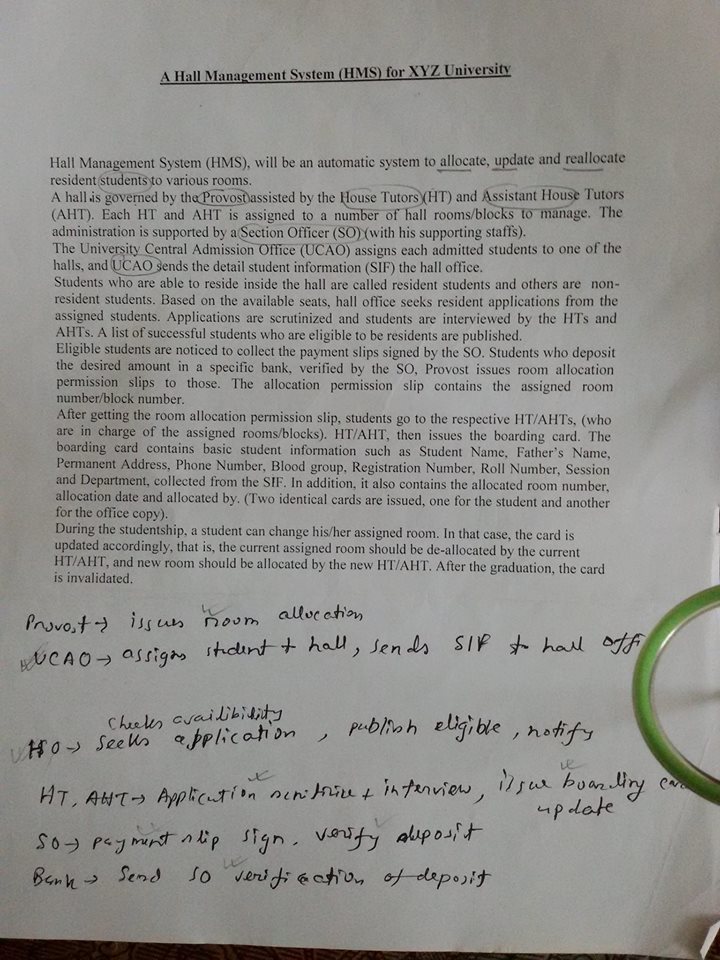 A Hall Management System (HMS) for XYZ University
Hall Management System (HMS), will be an automatic system to allocate, update and reallocate
resident students to various rooms.
A hall is governed by the Provost assisted by the House Tutors (HT) and Assistant House Tutors
(AHT). Each HT and AHT is assigned to a number of hall rooms/blocks to manage. The
administration is supported by a Section Officer (SO) (with his supporting staffs).
The University Central Admission Office (UCAO) assigns each admitted students to one of the
halls, and UCAO sends the detail student information (SIF) the hall office.
Students who are able to reside inside the hall are called resident students and others are non-
resident students. Based on the available seats, hall office seeks resident applications from the
assigned students. Applications are scrutinized and students are interviewed by the HTs and
AHTs. A list of successful students who are eligible to be residents are published.
Eligible students are noticed to collect the payment slips signed by the SO. Students who deposit
the desired amount in a specific bank, verified by the SO, Provost issues room allocation
permission slips to those. The allocation permission slip contains the assigned room
number/block number.
After getting the room allocation permission slip, students go to the respective HT/AHTs, (who
are in charge of the assigned rooms/blocks). HT/AHT, then issues the boarding card. The
boarding card contains basic student information such as Student Name, Father's Name,
Permanent Address, Phone Number, Blood group, Registration Number, Roll Number, Session
and Department, collected from the SIF. In addition, it also contains the allocated room number,
allocation date and allocated by. (Two identical cards are issued, one for the student and another
for the office copy).
During the studentship, a student can change his/her assigned room. In that case, the card is
updated accordingly, that is, the current assigned room should be de-allocated by the current
HT/AHT, and new room should be allocated by the new HT/AHT. After the graduation, the card
is invalidated.
Provost → issues room allocation
UCAO → assigns student + hall, sends SIF to hall offi
Checks availibility
HO → seeks application, publish eligible, notify
HT, AHT → Application scrutinize + interview, issue boarding
update
SO → payment slip sign, verify deposit
Bank → Send SO verification of deposit